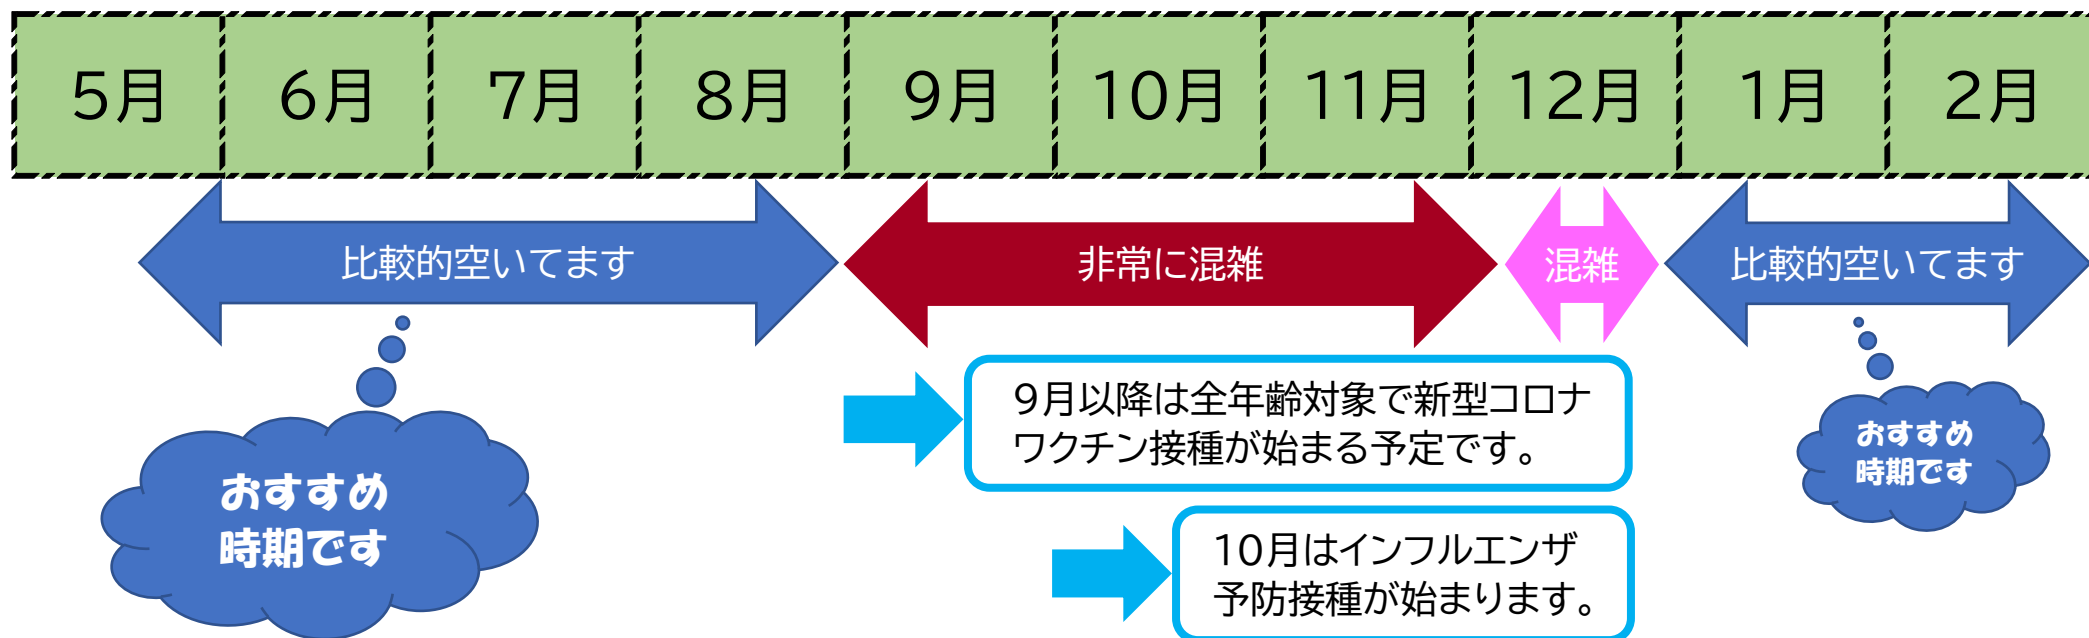 5月 6月 7月 8月 9月 10月 11月 12月 1月 2月
比較的空いてます 非常に混雑 混雑 比較的空いてます
9月以降は全年齢対象で新型コロナ
ワクチン接種が始まる予定です。
おすすめ
時期です
おすすめ
時期です
10月はインフルエンザ
予防接種が始まります。